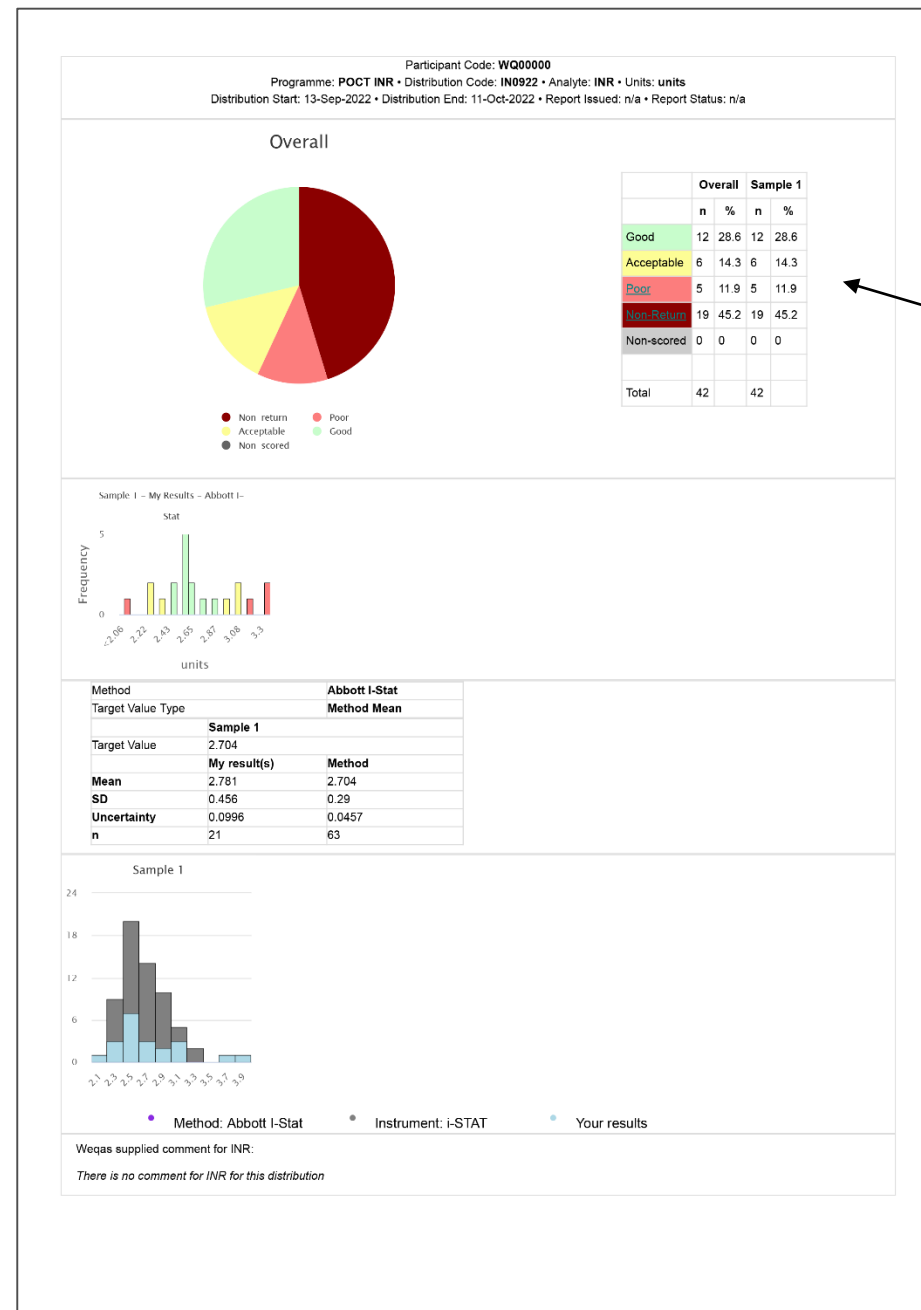 Participant Code: WQ00000
Programme: POCT INR • Distribution Code: IN0922 • Analyte: INR • Units: units
Distribution Start: 13-Sep-2022 • Distribution End: 11-Oct-2022 • Report Issued: n/a • Report Status: n/a
Overall
Non return Poor
Acceptable Good
Non scored
Overall Sample 1
n % n %
Good 12 28.6 12 28.6
Acceptable 6 14.3 6 14.3
Poor 5 11.9 5 11.9
Non-Return 19 45.2 19 45.2
Non-scored 0 0 0 0
Total 42 42
Sample 1 - My Results - Abbott I-
Stat
Frequency
5
0
<2.06 2.22 2.43 2.65 2.87 3.08 3.3
units
Method Abbott I-Stat
Target Value Type Method Mean
Sample 1
Target Value 2.704
My result(s) Method
Mean 2.781 2.704
SD 0.456 0.29
Uncertainty 0.0996 0.0457
n 21 63
Sample 1
24
18
12
6
0
2.1 2.3 2.5 2.7 2.9 3.1 3.3 3.5 3.7 3.9
Method: Abbott I-Stat Instrument: i-STAT Your results
Weqas supplied comment for INR:
There is no comment for INR for this distribution